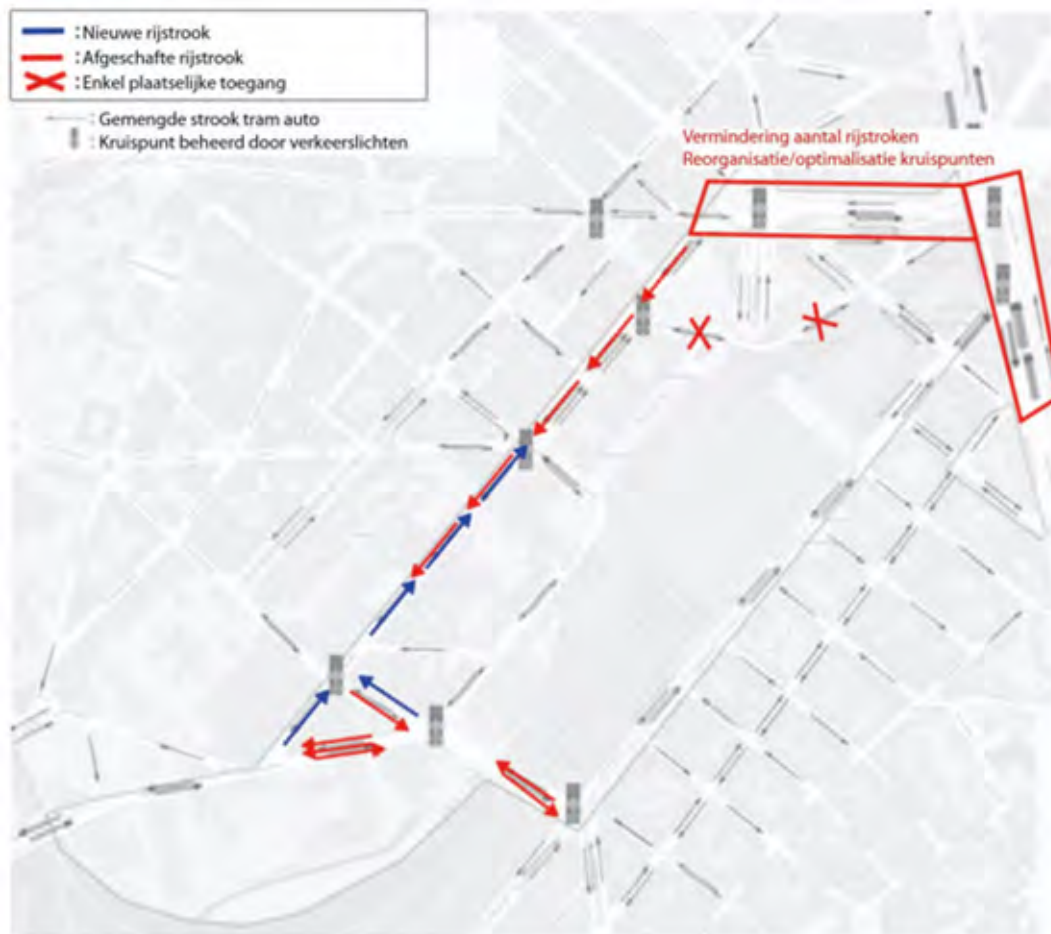 : Nieuwe rijstrook
: Afgeschafte rijstrook
: Enkel plaatselijke toegang
: Gemengde strook tram auto
: Kruispunt beheerd door verkeerslichten
Vermindering aantal rijstroken
Reorganisatie/optimalisatie kruispunten